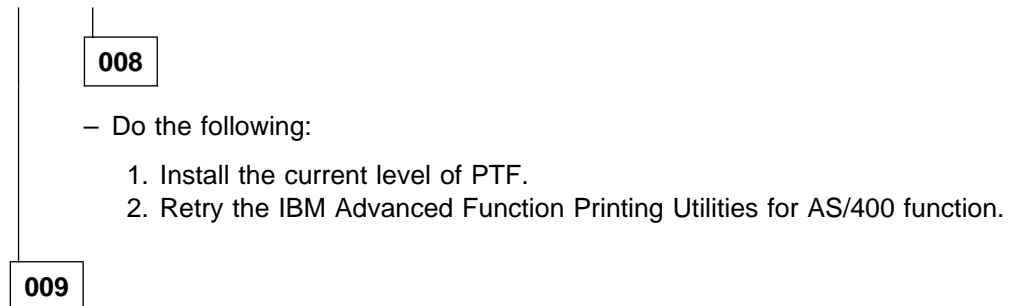 008
– Do the following:
1. Install the current level of PTF.
2. Retry the IBM Advanced Function Printing Utilities for AS/400 function.
009